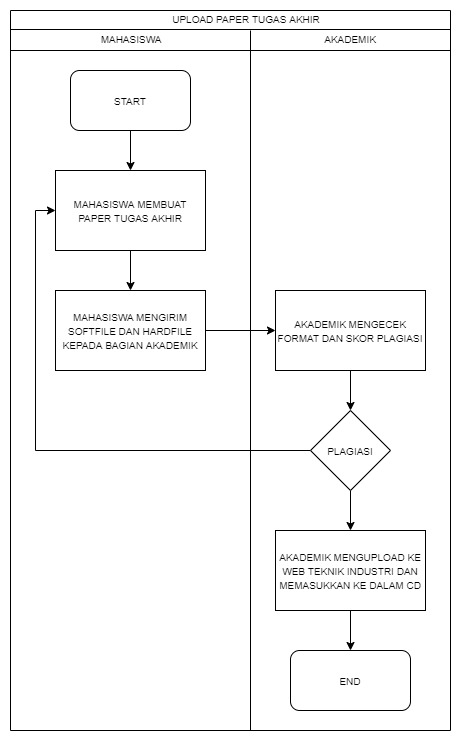 UPLOAD PAPER TUGAS AKHIR
MAHASISWA
AKADEMIK
START
MAHASISWA MEMBUAT
PAPER TUGAS AKHIR
MAHASISWA MENGIRIM
SOFTFILE DAN HARDFILE
KEPADA BAGIAN AKADEMIK
AKADEMIK MENGECEK
FORMAT DAN SKOR PLAGIASI
PLAGIASI
AKADEMIK MENGUPLOAD KE
WEB TEKNIK INDUSTRI DAN
MEMASUKKAN KE DALAM CD
END